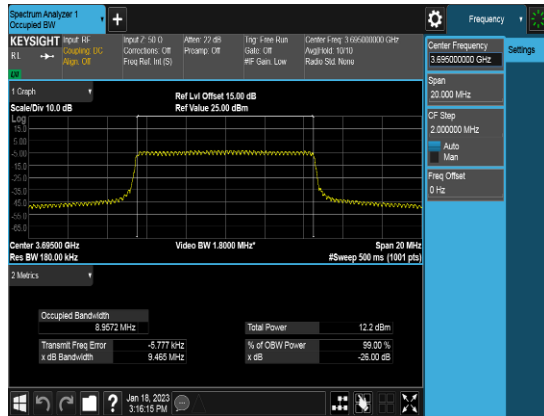 Spectrum Analyzer 1
Occupied BW
+
Frequency
KEYSIGHT
Input: RF
Input Z: 50 Ω
Atten: 22 dB
Trig: Free Run
Center Freq: 3.695000000 GHz
RL
Coupling: DC
Corrections: Off
Preamp: Off
Gate: Off
Avg|Hold: 10/10
Align: Off
Freq Ref: Int (S)
#IF Gain: Low
Radio Std: None
Center Frequency
3.695000000 GHz
Settings
Span
20.000 MHz
CF Step
2.000000 MHz
Auto
Man
Freq Offset
0 Hz
1 Graph
Ref Lvl Offset 15.00 dB
Scale/Div 10.0 dB
Ref Value 25.00 dBm
Log
15.0
5.00
-5.00
-15.0
-25.0
-35.0
-45.0
-55.0
-65.0
Center 3.69500 GHz
Video BW 1.8000 MHz*
Span 20 MHz
Res BW 180.00 kHz
#Sweep 500 ms (1001 pts)
2 Metrics
Occupied Bandwidth
8.9572 MHz
Total Power
12.2 dBm
Transmit Freq Error
-5.777 kHz
% of OBW Power
99.00 %
x dB Bandwidth
9.465 MHz
x dB
-26.00 dB
?
Jan 18, 2023
3:16:15 PM